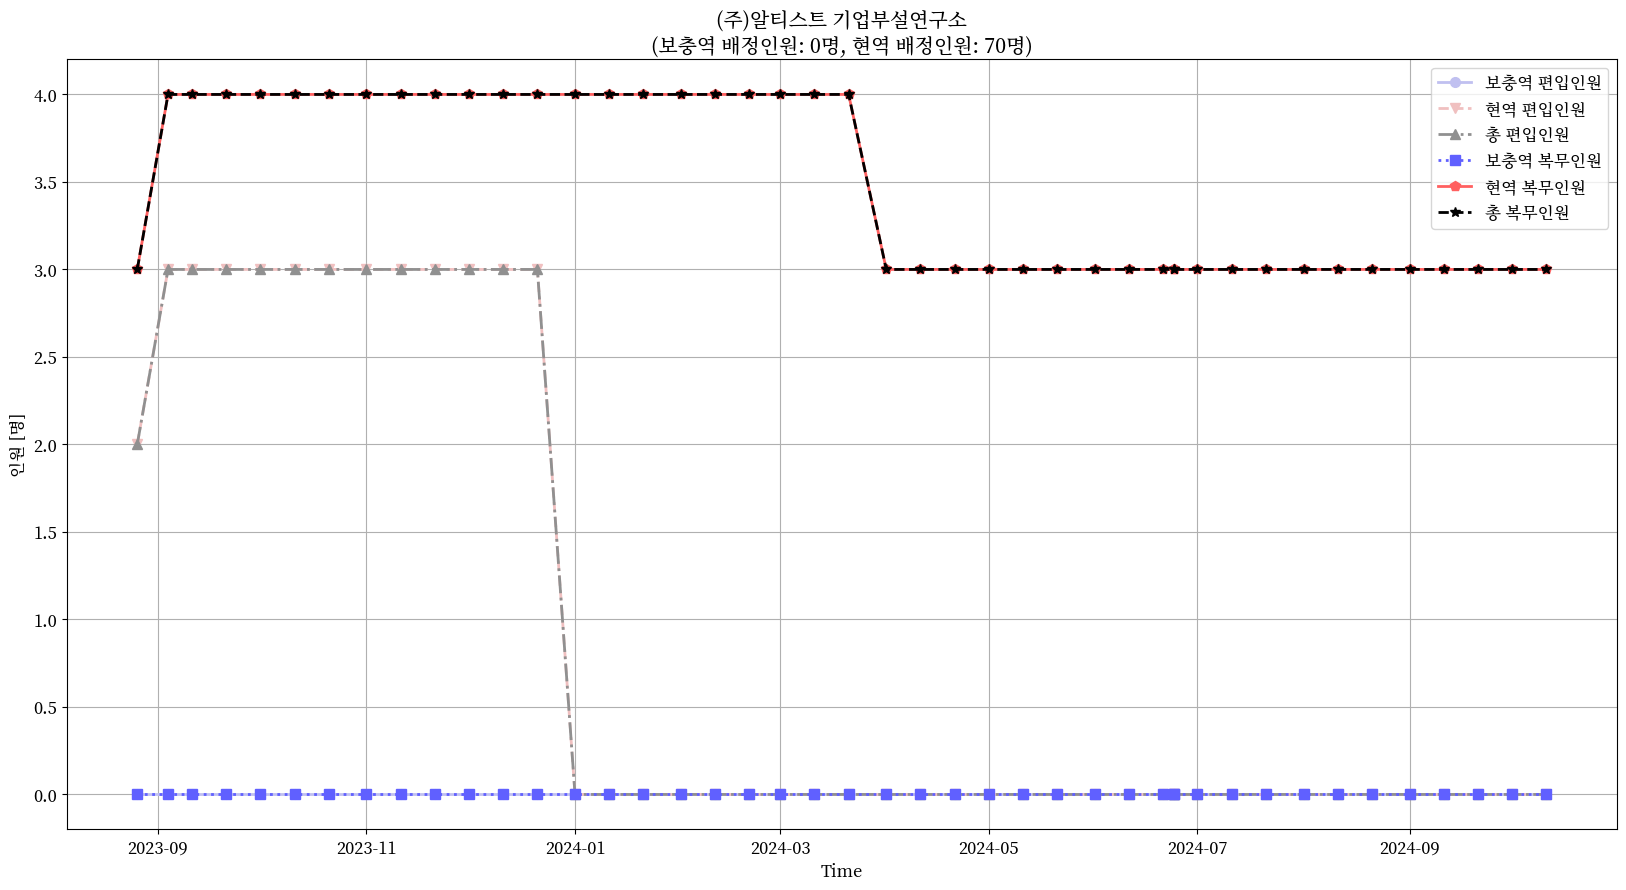 (주)알티스트 기업부설연구소
(보충역 배정인원: 0명, 현역 배정인원: 70명)
4.0
3.5
3.0
2.5
2.0
1.5
1.0
0.5
0.0
인원 [명]
보충역 편입인원
현역 편입인원
총 편입인원
보충역 복무인원
현역 복무인원
총 복무인원
2023-09
2023-11
2024-01
2024-03
2024-05
2024-07
2024-09
Time